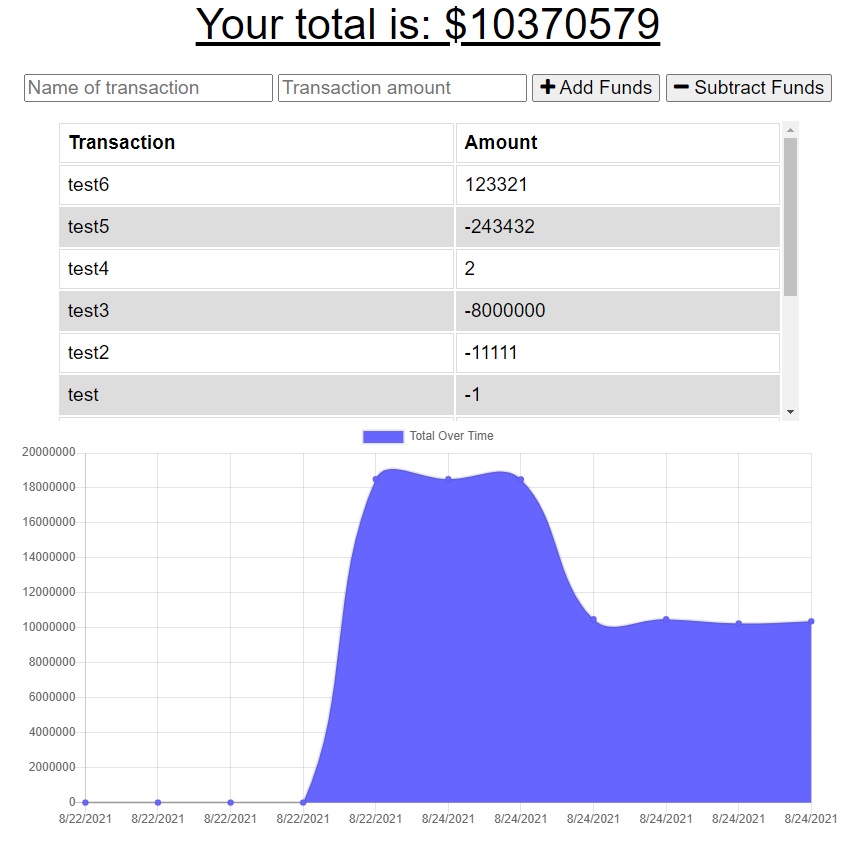 Your total is: $10370579
Name of transaction Transaction amount Add Funds Subtract Funds
Transaction Amount
test6 123321
test5 -243432
test4 2
test3 -8000000
test2 -11111
test -1
Total Over Time
20000000
18000000
16000000
14000000
12000000
10000000
8000000
6000000
4000000
2000000
0
8/22/2021 8/22/2021 8/22/2021 8/22/2021 8/22/2021 8/24/2021 8/24/2021 8/24/2021 8/24/2021 8/24/2021 8/24/2021